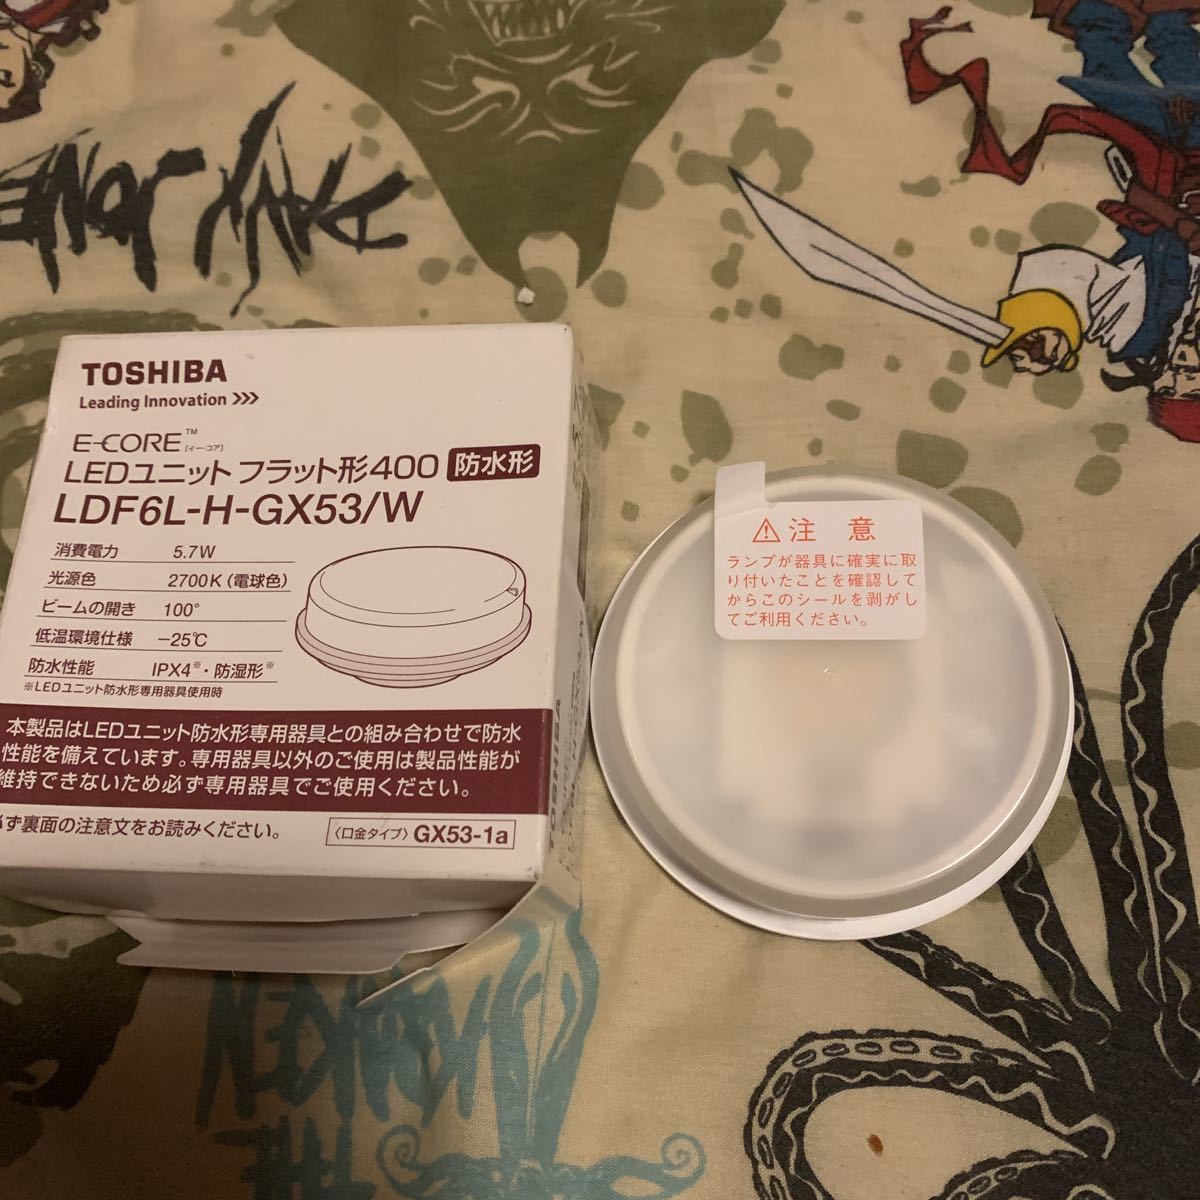 TOSHIBA
Leading Innovation >>>
E-CORE™ [イー・コア]
LEDユニット フラット形400 防水形
LDF6L-H-GX53/W
消費電力 5.7W
光源色 2700K (電球色)
ビームの開き 100°
低温環境仕様 −25℃
防水性能 IPX4※・防湿形※
※LEDユニット防水形専用器具使用時
本製品はLEDユニット防水形専用器具との組み合わせで防水
性能を備えています。専用器具以外のご使用は製品性能が
維持できないため必ず専用器具でご使用ください。
ず裏面の注意文をお読みください。
〈口金タイプ〉GX53-1a
TOSHIBA
⚠注 意
ランプが器具に確実に取
り付いたことを確認して
からこのシールを剥がし
てご利用ください。